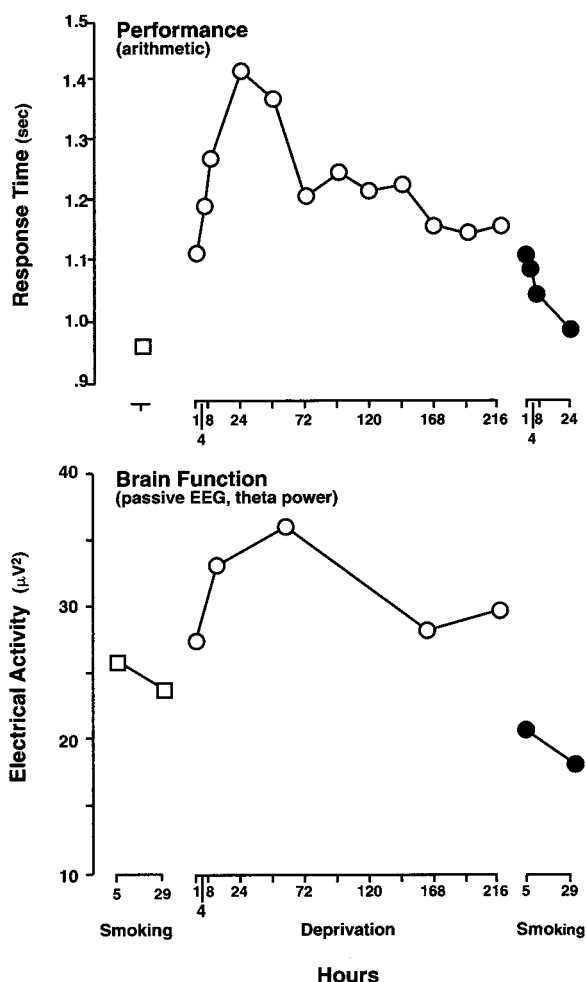 Performance
(arithmetic)
Response Time (sec)
1.5
1.4
1.3
1.2
1.1
1.0
.9
1 8 24 72 120 168 216 1 8 24
4 4
Brain Function
(passive EEG, theta power)
Electrical Activity (µV²)
40
30
20
10
5 29 1 8 24 72 120 168 216 5 29
4
Smoking Deprivation Smoking
Hours